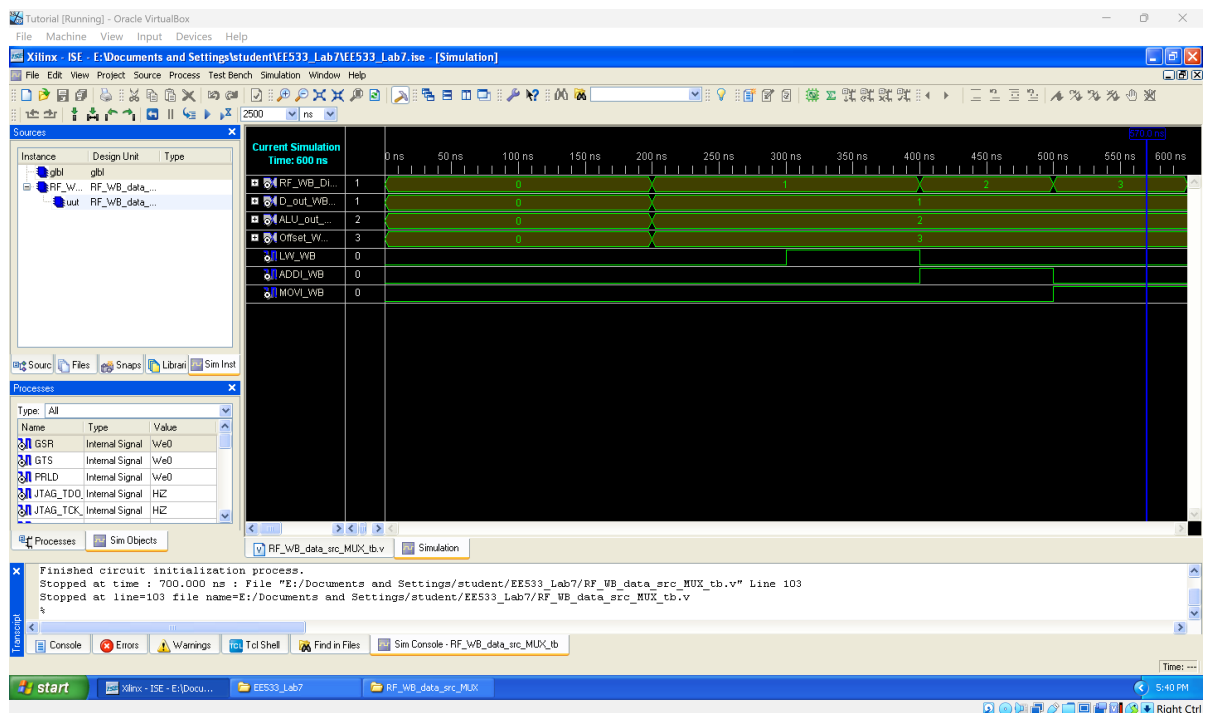 Tutorial [Running] - Oracle VirtualBox
File Machine View Input Devices Help
Xilinx - ISE - E:\Documents and Settings\student\EE533_Lab7\EE533_Lab7.ise - [Simulation]
File Edit View Project Source Process Test Bench Simulation Window Help
2500 ns
Sources
Instance Design Unit Type
glbl glbl
RF_W... RF_WB_data_...
uut RF_WB_data_...
Sourc Files Snaps Librari Sim Inst
Processes
Type: All
Name Type Value
GSR Internal Signal We0
GTS Internal Signal We0
PRLD Internal Signal We0
JTAG_TDO_ Internal Signal HiZ
JTAG_TCK_ Internal Signal HiZ
Processes Sim Objects
570.0 ns
Current Simulation
Time: 600 ns
0 ns 50 ns 100 ns 150 ns 200 ns 250 ns 300 ns 350 ns 400 ns 450 ns 500 ns 550 ns 600 ns
RF_WB_Di... 1 0 1 2 3
D_out_WB... 1 0 1
ALU_out_... 2 0 2
Offset_W... 3 0 3
LW_WB 0
ADDI_WB 0
MOVI_WB 0
RF_WB_data_src_MUX_tb.v Simulation
Finished circuit initialization process.
Stopped at time : 700.000 ns : File "E:/Documents and Settings/student/EE533_Lab7/RF_WB_data_src_MUX_tb.v" Line 103
Stopped at line=103 file name=E:/Documents and Settings/student/EE533_Lab7/RF_WB_data_src_MUX_tb.v
%
Transcript
Console Errors Warnings Tcl Shell Find in Files Sim Console - RF_WB_data_src_MUX_tb
Time: ---
start Xilinx - ISE - E:\Docu... EE533_Lab7 RF_WB_data_src_MUX 5:40 PM
Right Ctrl